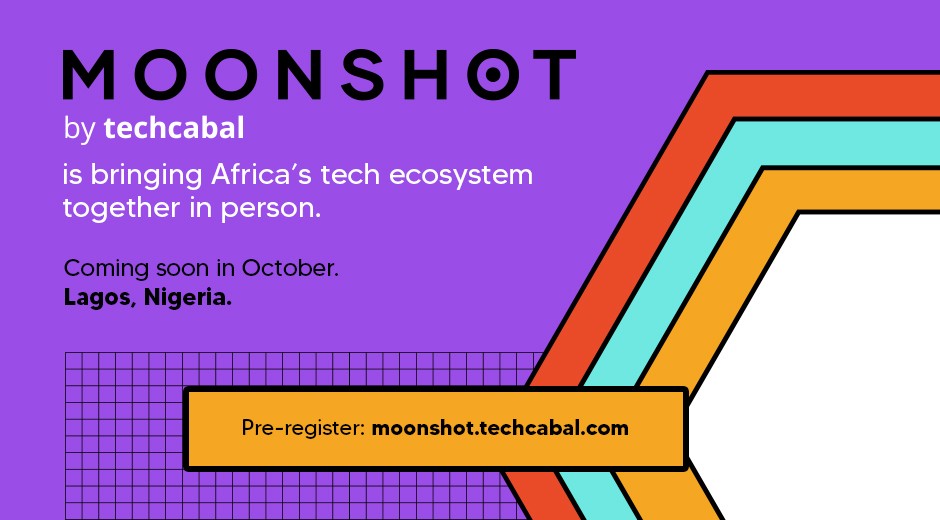 MOONSHOT
by techcabal
is bringing Africa’s tech ecosystem
together in person.
Coming soon in October.
Lagos, Nigeria.
Pre-register: moonshot.techcabal.com